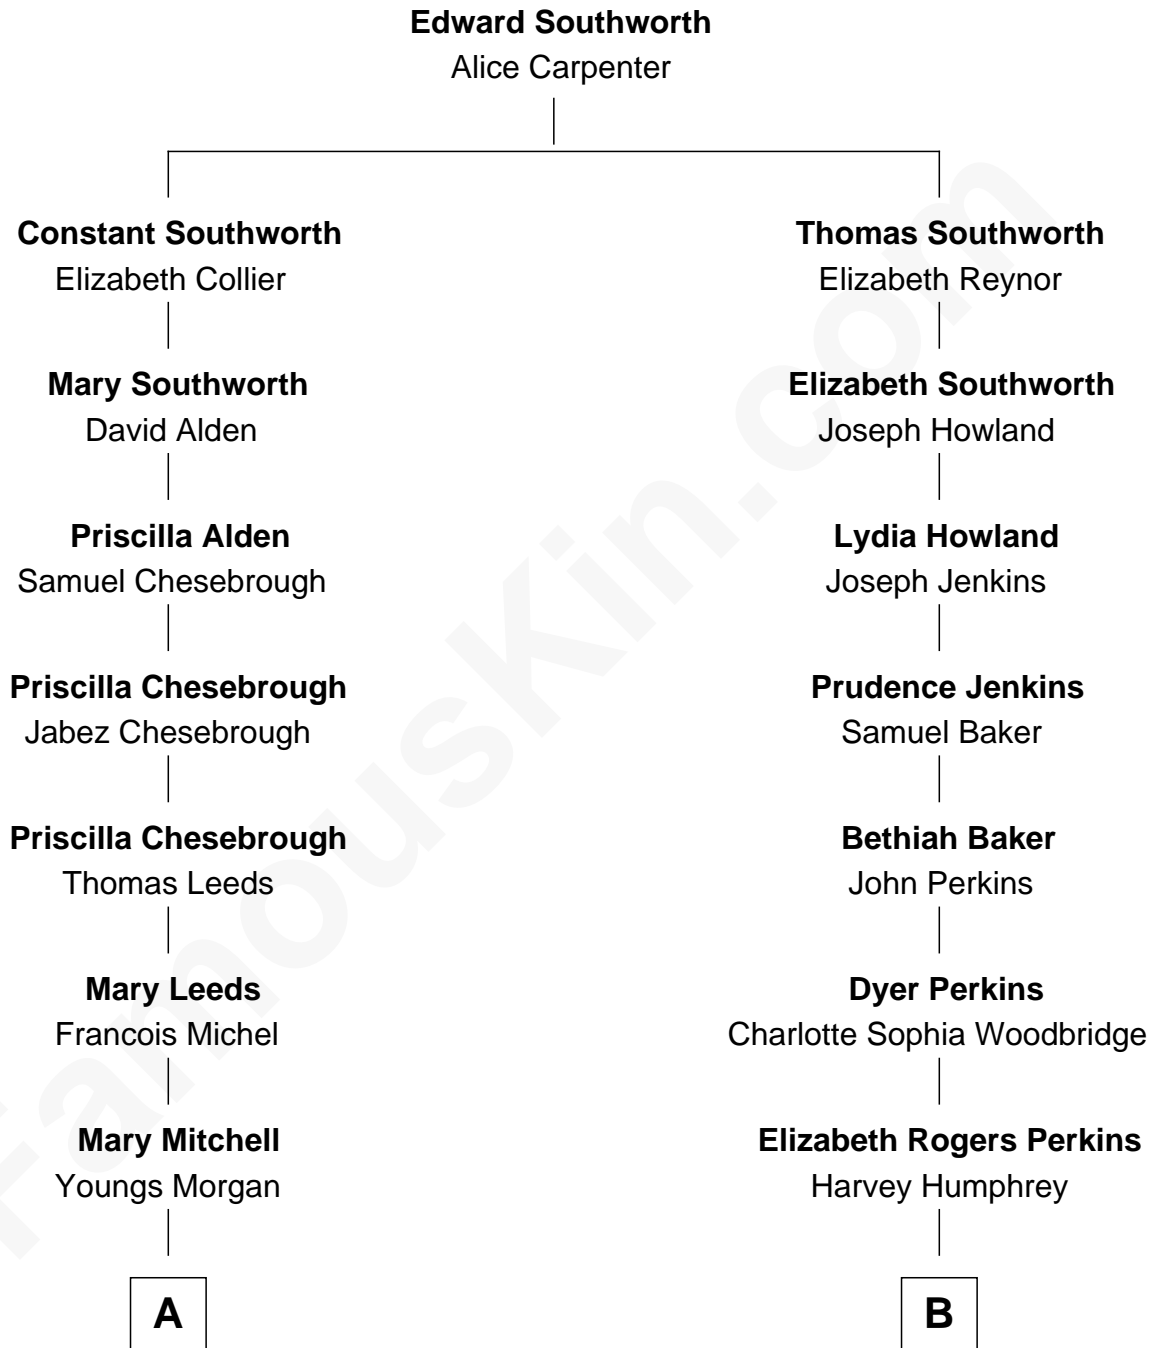 Edward Southworth
Alice Carpenter
Constant Southworth
Elizabeth Collier
Thomas Southworth
Elizabeth Reynor
Mary Southworth
David Alden
Elizabeth Southworth
Joseph Howland
Priscilla Alden
Samuel Chesebrough
Lydia Howland
Joseph Jenkins
Priscilla Chesebrough
Jabez Chesebrough
Prudence Jenkins
Samuel Baker
Priscilla Chesebrough
Thomas Leeds
Bethiah Baker
John Perkins
Mary Leeds
Francois Michel
Dyer Perkins
Charlotte Sophia Woodbridge
Mary Mitchell
Youngs Morgan
Elizabeth Rogers Perkins
Harvey Humphrey
A
B
FamousKin.com